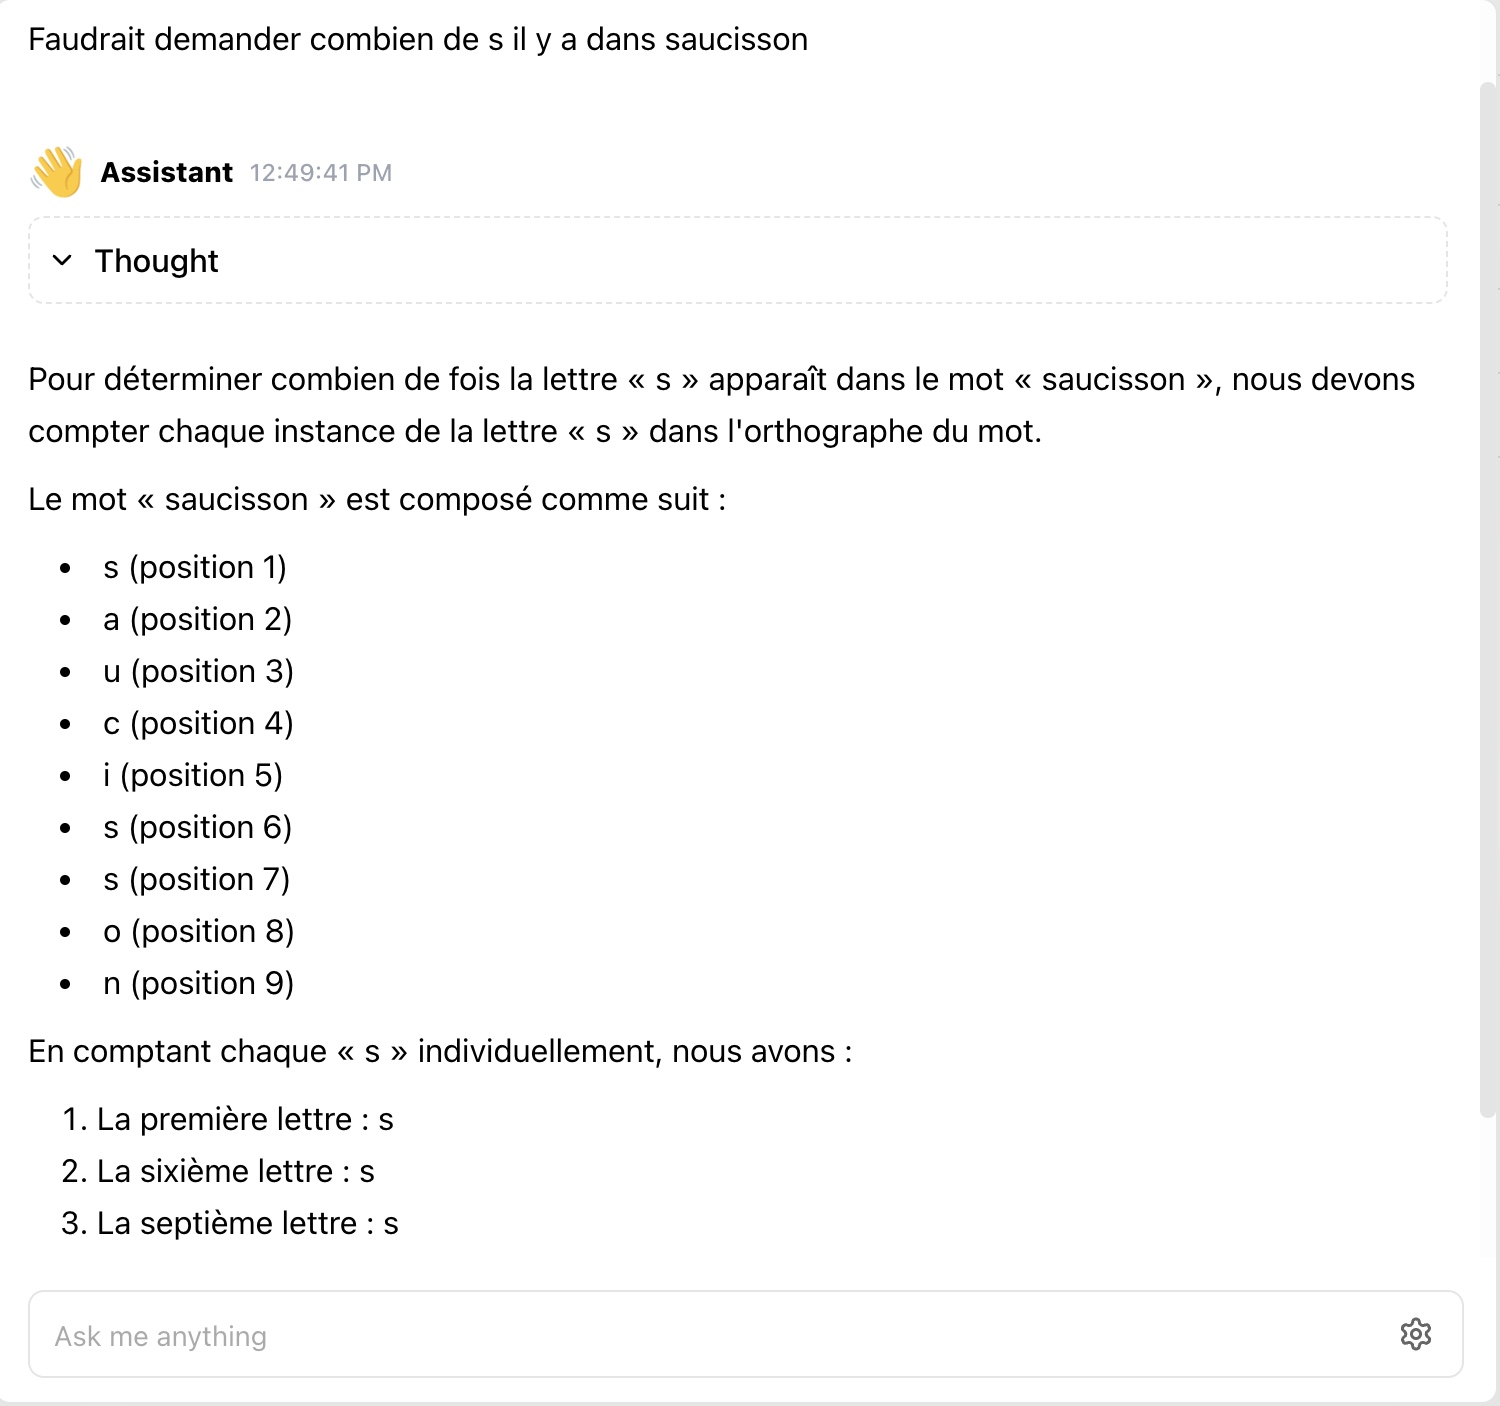 Faudrait demander combien de s il y a dans saucisson
👋 Assistant 12:49:41 PM
Thought
Pour déterminer combien de fois la lettre « s » apparaît dans le mot « saucisson », nous devons
compter chaque instance de la lettre « s » dans l'orthographe du mot.
Le mot « saucisson » est composé comme suit :
• s (position 1)
• a (position 2)
• u (position 3)
• c (position 4)
• i (position 5)
• s (position 6)
• s (position 7)
• o (position 8)
• n (position 9)
En comptant chaque « s » individuellement, nous avons :
1. La première lettre : s
2. La sixième lettre : s
3. La septième lettre : s
Ask me anything